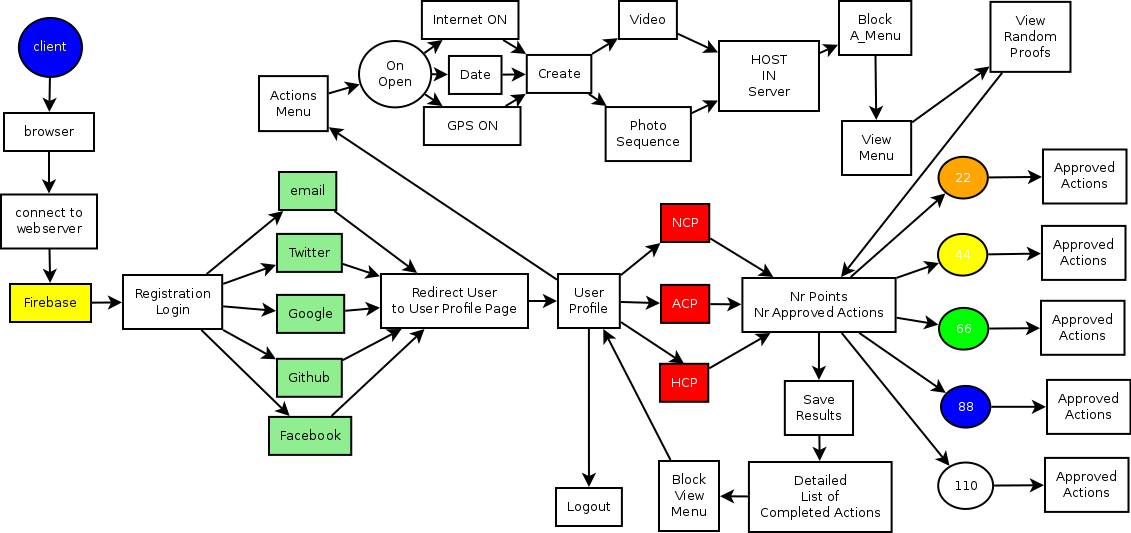 client
browser
connect to
webserver
Firebase
Registration
Login
email
Twitter
Google
Github
Facebook
Redirect User
to User Profile Page
User
Profile
Logout
Actions
Menu
On
Open
Internet ON
Date
GPS ON
Create
Video
Photo
Sequence
HOST
IN
Server
Block
A_Menu
View
Menu
View
Random
Proofs
NCP
ACP
HCP
Nr Points
Nr Approved Actions
Save
Results
Detailed
List of
Completed Actions
Block
View
Menu
22
Approved
Actions
44
Approved
Actions
66
Approved
Actions
88
Approved
Actions
110
Approved
Actions